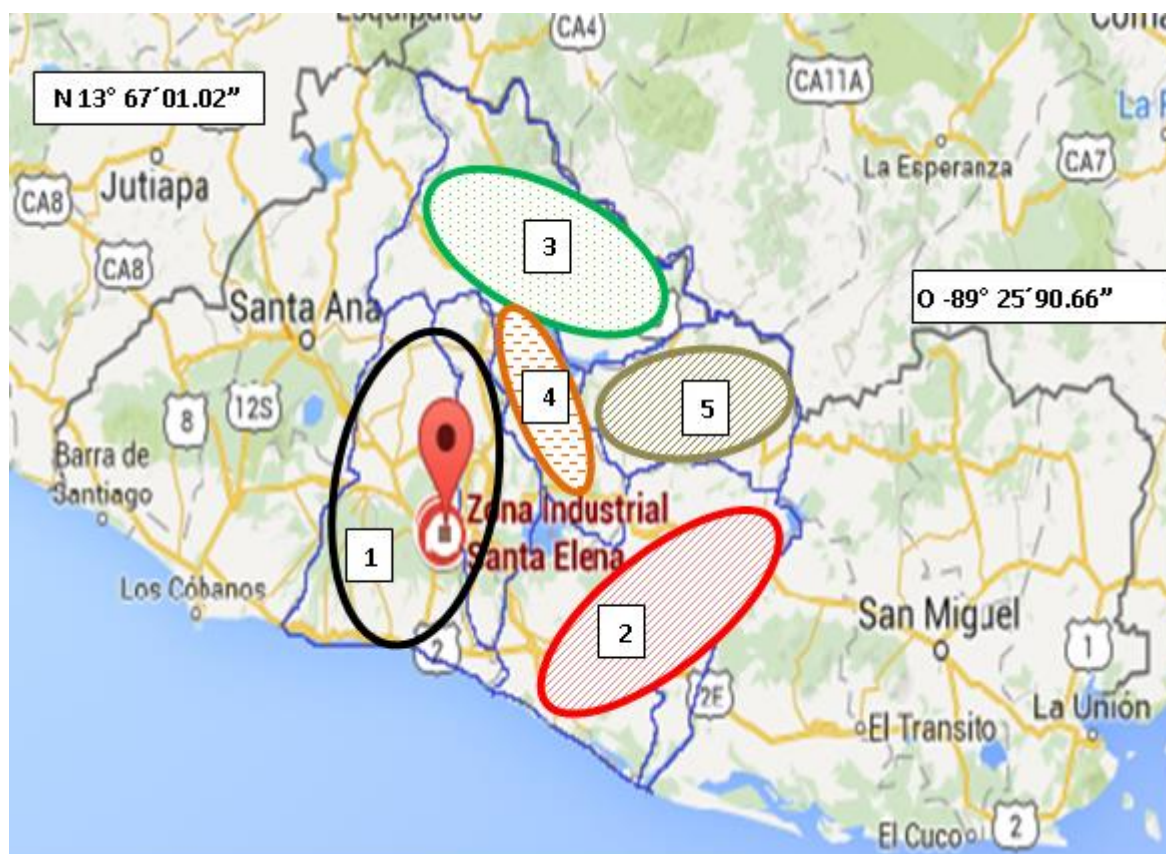 CA4
N 13° 67´01.02”
CA11A
La Esperanza
CA7
CA8
Jutiapa
3
CA8
O -89° 25´90.66”
Santa Ana
4
5
8
12S
Barra de
Santiago
Zona Industrial
Santa Elena
1
Los Cóbanos
2
San Miguel
2
1
2E
El Transito
La Unión
El Cuco
2